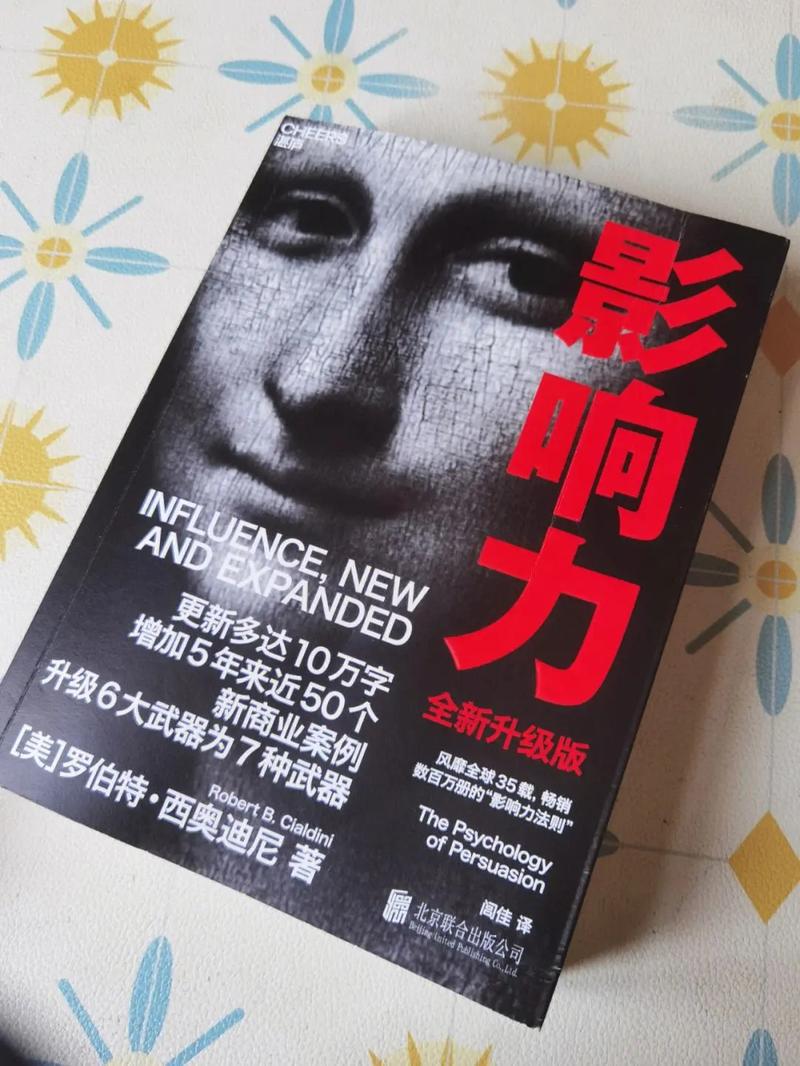 CHEERS
湛庐
影响力
全新升级版
INFLUENCE, NEW
AND EXPANDED
更新多达10万字
增加5年来近50个
新商业案例
升级6大武器为7种武器
Robert B. Cialdini
[美]罗伯特·西奥迪尼 著
风靡全球35载,畅销
数百万册的“影响力法则”
The Psychology
of Persuasion
闾佳 译
北京联合出版公司
Beijing United Publishing Co.,Ltd.